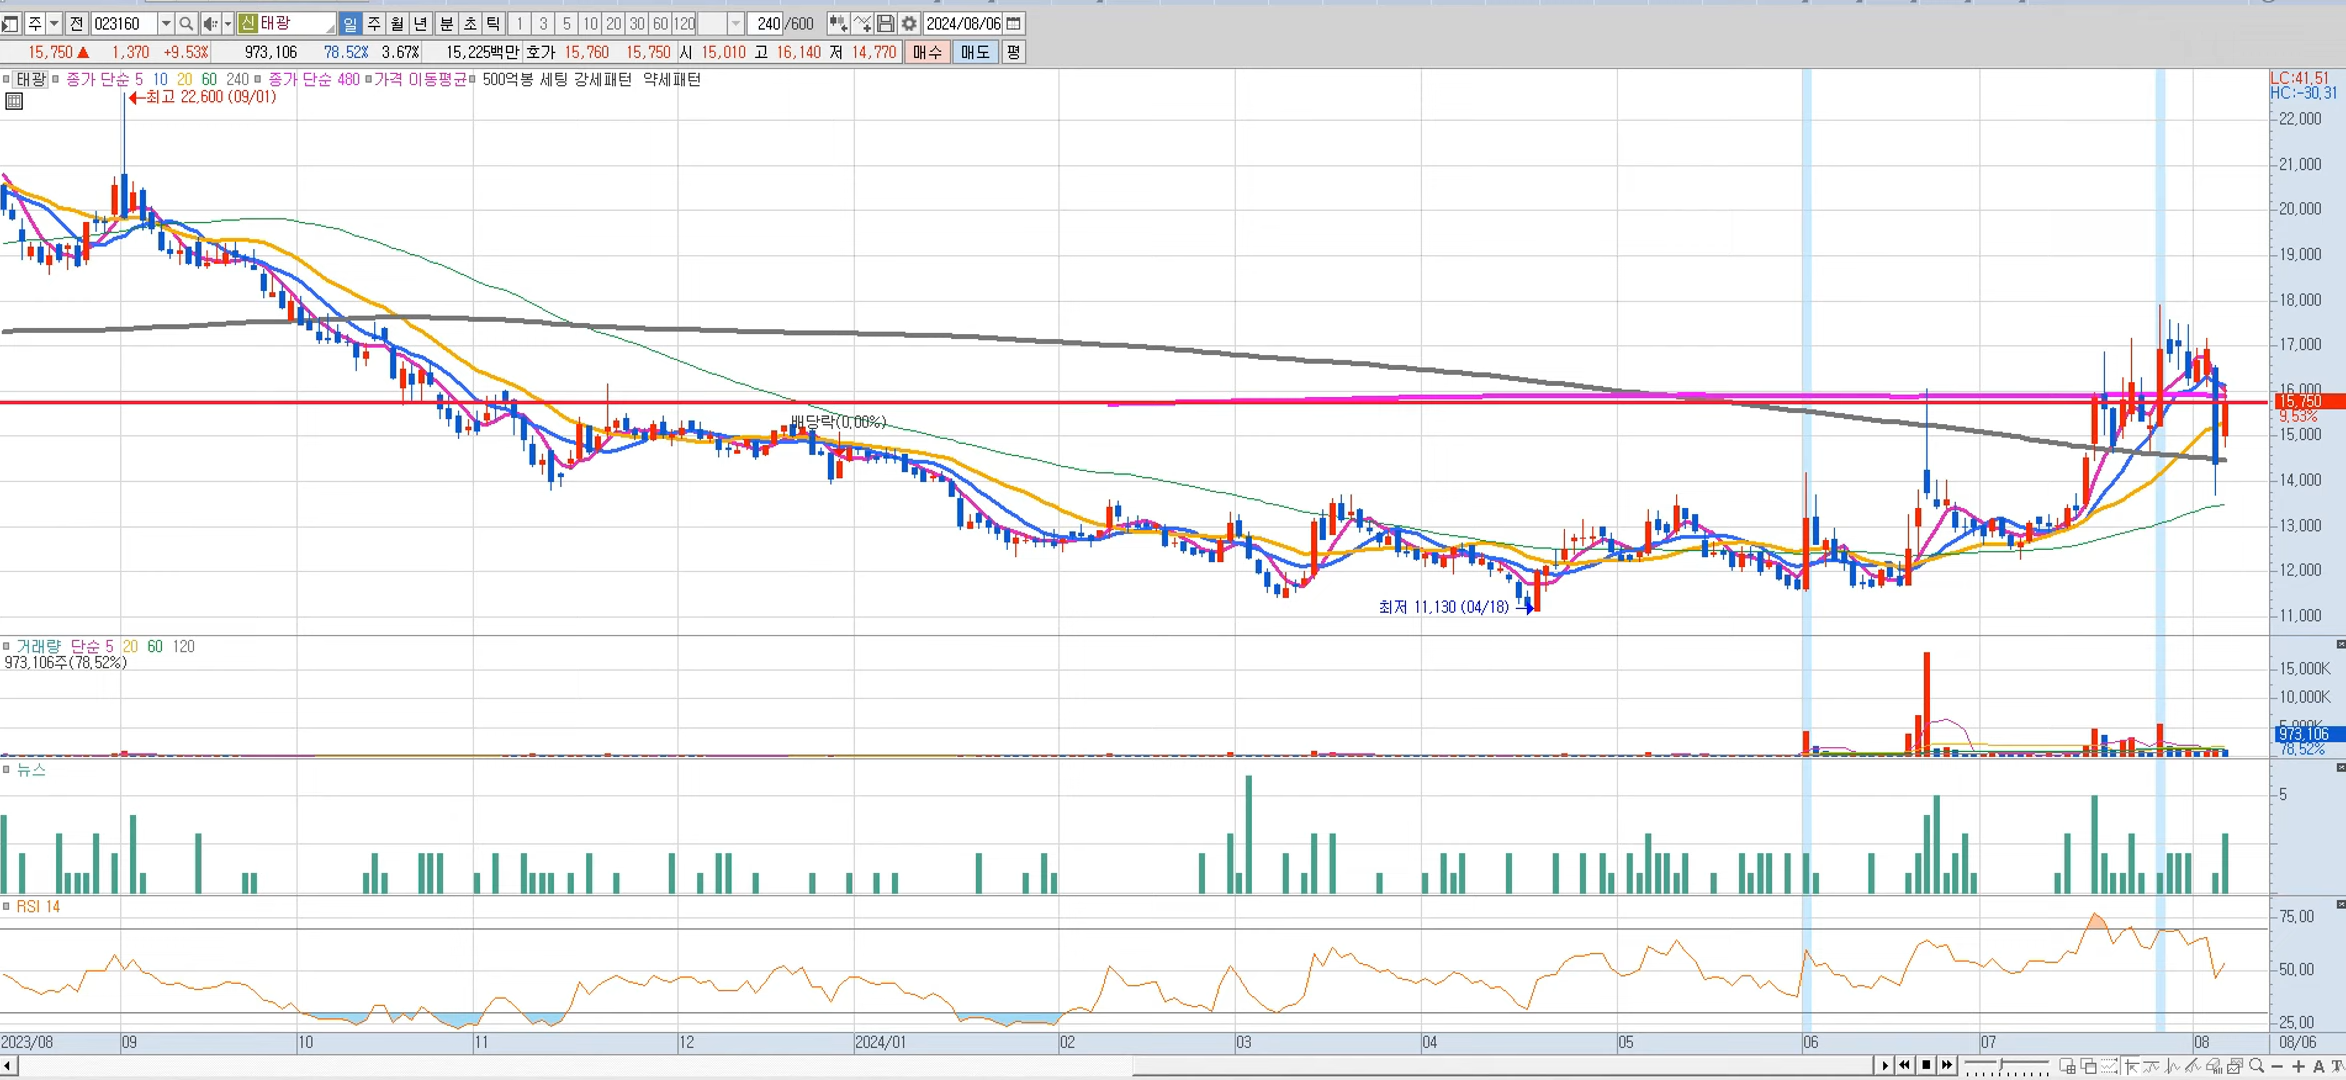 주 전 023160 신 태광 일 주 월 년 분 초 틱 1 3 5 10 20 30 60 120 240 /600 2024/08/06
15,750 ▲ 1,370 +9.53% 973,106 78.52% 3.67% 15,225백만 호가 15,760 15,750 시 15,010 고 16,140 저 14,770 매수 매도 평
태광 종가 단순 5 10 20 60 240 종가 단순 480 가격 이동평균 500억봉 세팅 강세패턴 약세패턴
LC:41.51
HC:-30.31
최고 22,600 (09/01)
22,000
21,000
20,000
19,000
18,000
17,000
16,000
15,750
9.53%
배당락(0.00%)
15,000
14,000
13,000
12,000
최저 11,130 (04/18)
11,000
거래량 단순 5 20 60 120
973,106주(78.52%)
15,000K
10,000K
5,000K
973,106
78.52%
뉴스
5
RSI 14
75.00
50.00
25.00
2023/08 09 10 11 12 2024/01 02 03 04 05 06 07 08 08/06
A